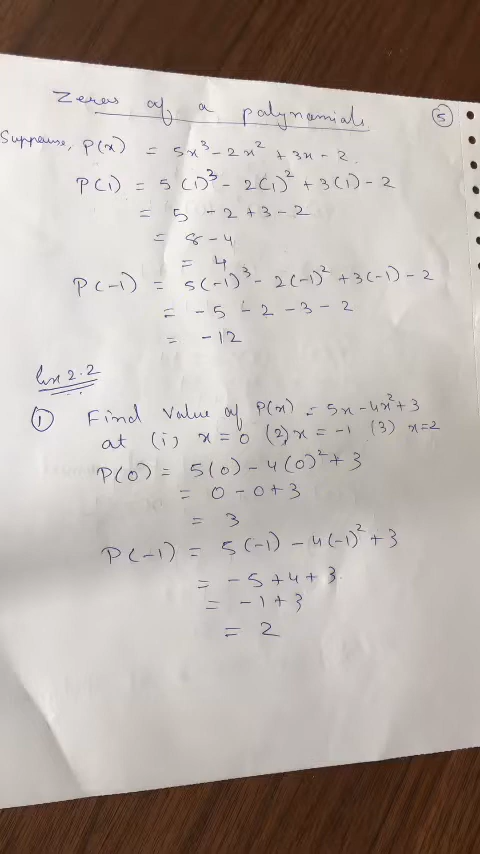 Zeros of a polynamials
5
Suppause, P(x) = 5x³ - 2x² + 3x - 2.
P(1) = 5(1)³ - 2(1)² + 3(1) - 2
= 5 - 2 + 3 - 2
= 8 - 4
= 4
P(-1) = 5(-1)³ - 2(-1)² + 3(-1) - 2
= -5 - 2 - 3 - 2
= -12
Ex 2.2
① Find Value of P(x) = 5x - 4x² + 3
at (i) x = 0 (2) x = -1 (3) x = 2
P(0) = 5(0) - 4(0)² + 3
= 0 - 0 + 3
= 3
P(-1) = 5(-1) - 4(-1)² + 3
= -5 + 4 + 3.
= -1 + 3
= 2